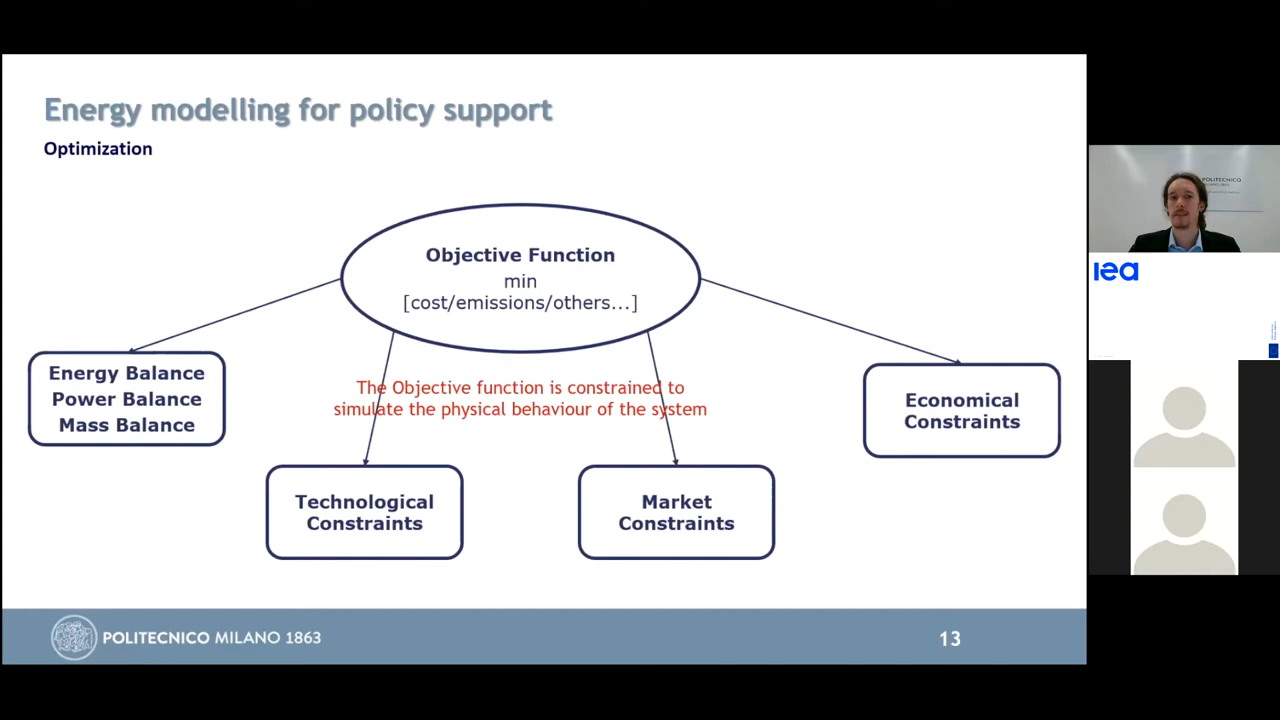 Energy modelling for policy support
Optimization
Objective Function
min
[cost/emissions/others...]
Energy Balance
Power Balance
Mass Balance
The Objective function is constrained to
simulate the physical behaviour of the system
Economical
Constraints
Technological
Constraints
Market
Constraints
POLITECNICO MILANO 1863
13
POLITECNICO
iea